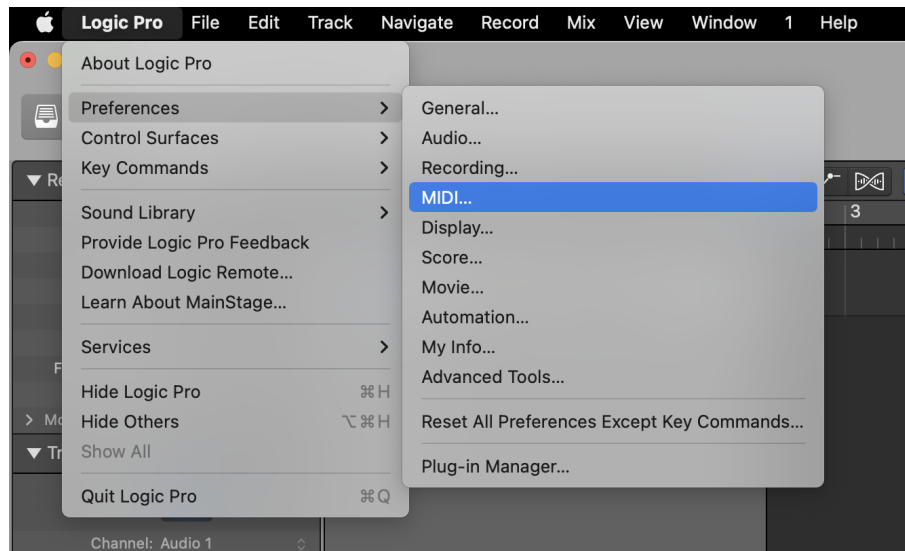 Logic Pro File Edit Track Navigate Record Mix View Window 1 Help
About Logic Pro
Preferences
Control Surfaces
Key Commands
Sound Library
Provide Logic Pro Feedback
Download Logic Remote...
Learn About MainStage...
Services
Hide Logic Pro ⌘H
Hide Others ⌥⌘H
Show All
Quit Logic Pro ⌘Q
General...
Audio...
Recording...
MIDI...
Display...
Score...
Movie...
Automation...
My Info...
Advanced Tools...
Reset All Preferences Except Key Commands...
Plug-in Manager...
3
Channel: Audio 1